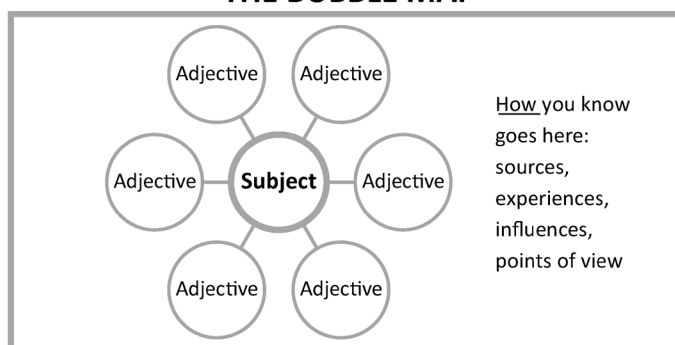 THE BUBBLE MAP
Adjective Adjective
Adjective Subject Adjective
Adjective Adjective
How you know
goes here:
sources,
experiences,
influences,
points of view